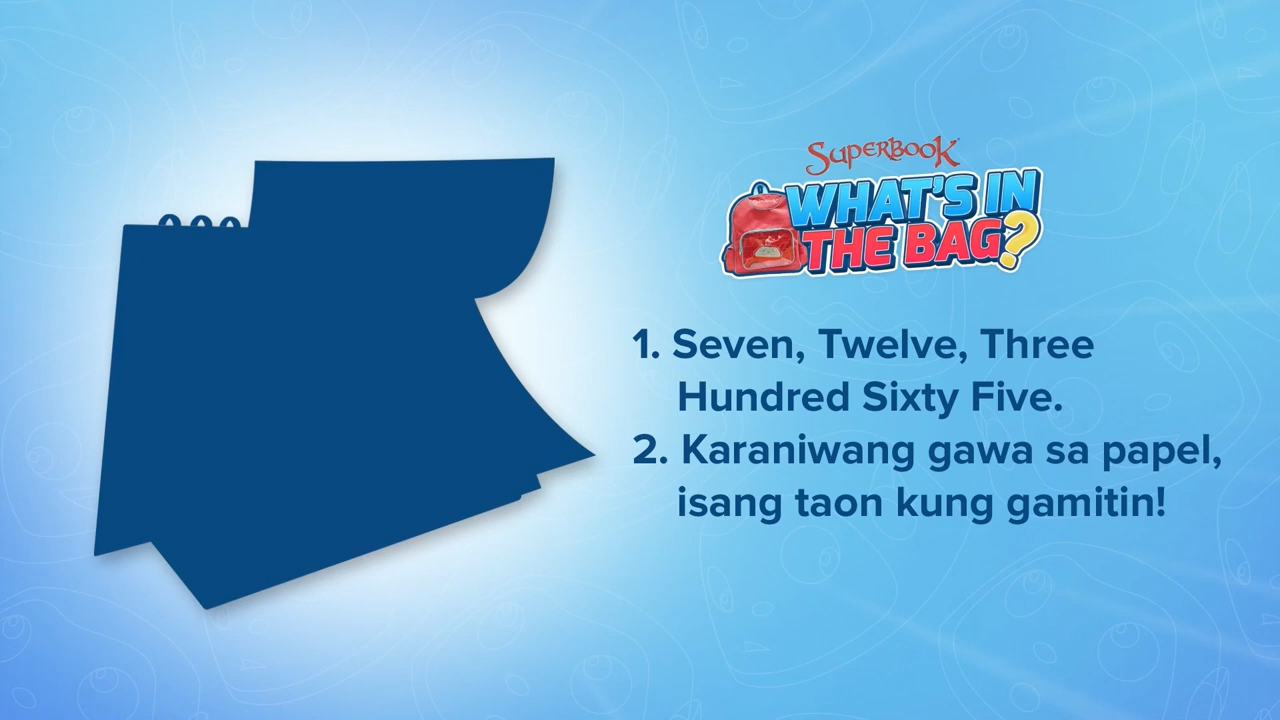 SUPERBOOK
WHAT'S IN
THE BAG?
1. Seven, Twelve, Three
Hundred Sixty Five.
2. Karaniwang gawa sa papel,
isang taon kung gamitin!